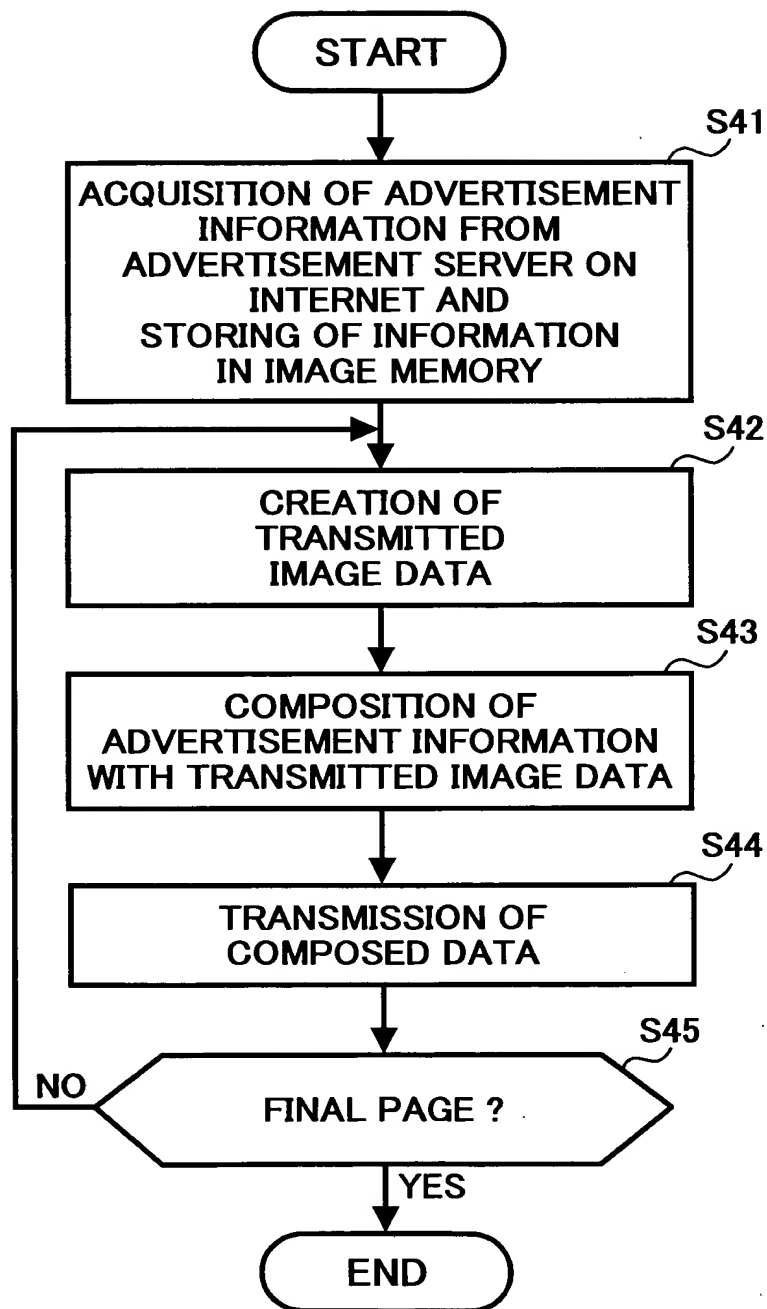 START
S41
ACQUISITION OF ADVERTISEMENT
INFORMATION FROM
ADVERTISEMENT SERVER ON
INTERNET AND
STORING OF INFORMATION
IN IMAGE MEMORY
S42
CREATION OF
TRANSMITTED
IMAGE DATA
S43
COMPOSITION OF
ADVERTISEMENT INFORMATION
WITH TRANSMITTED IMAGE DATA
S44
TRANSMISSION OF
COMPOSED DATA
S45
NO
FINAL PAGE ?
YES
END